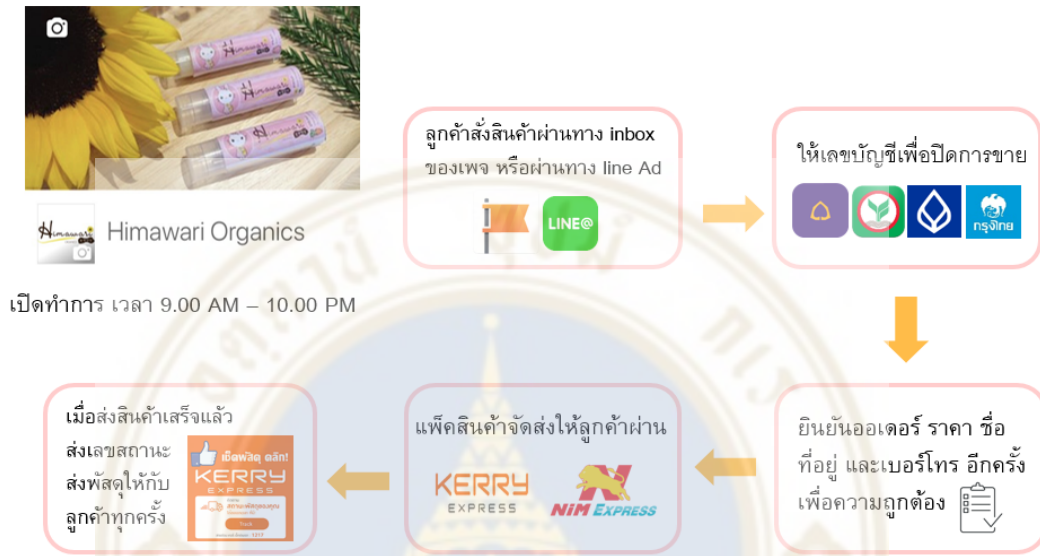 Himawari
Himawari
Himawari
Himawari
Himawari Organics
เปิดทำการ เวลา 9.00 AM – 10.00 PM
ลูกค้าสั่งสินค้าผ่านทาง inbox
ของเพจ หรือผ่านทาง line Ad
LINE@
ให้เลขบัญชีเพื่อปิดการขาย
กรุงไทย
ยินยันออเดอร์ ราคา ชื่อ
ที่อยู่ และเบอร์โทร อีกครั้ง
เพื่อความถูกต้อง
แพ็คสินค้าจัดส่งให้ลูกค้าผ่าน
KERRY
EXPRESS
NiM EXPRESS
เมื่อส่งสินค้าเสร็จแล้ว
ส่งเลขสถานะ
ส่งพัสดุให้กับ
ลูกค้าทุกครั้ง
เช็คพัสดุ คลิก!
KERRY
EXPRESS
1217